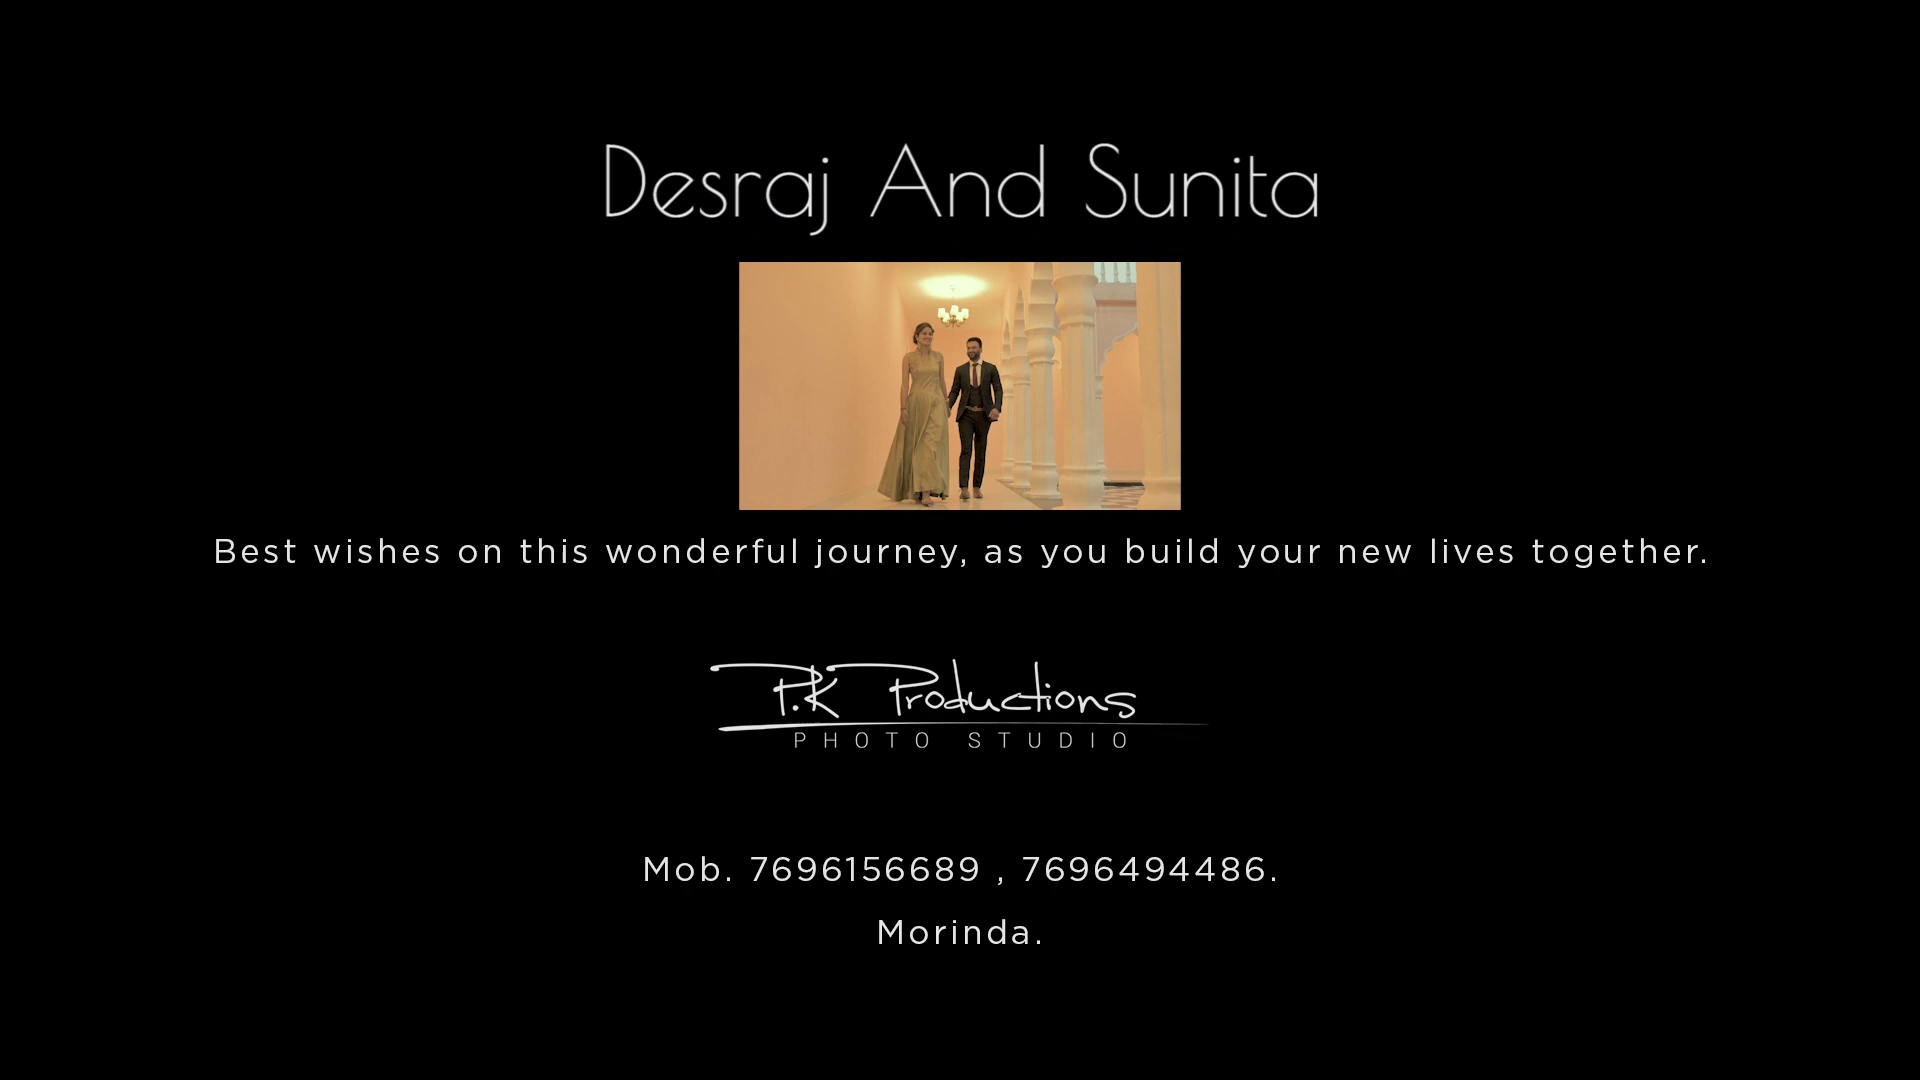 Desraj And Sunita
Best wishes on this wonderful journey, as you build your new lives together.
P.K Productions
PHOTO STUDIO
Mob. 7696156689 , 7696494486.
Morinda.